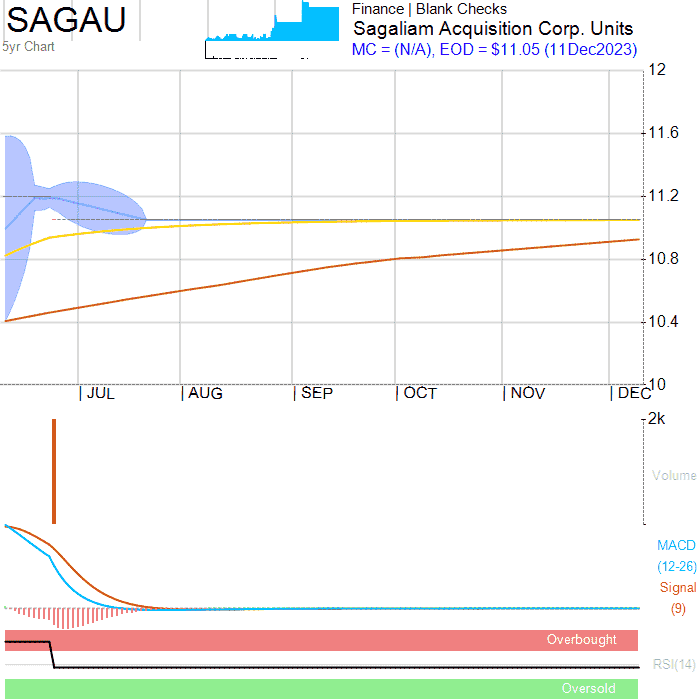 SAGAU
5yr Chart
Finance | Blank Checks
Sagaliam Acquisition Corp. Units
MC = (N/A), EOD = $11.05 (11Dec2023)
12
11.6
11.2
10.8
10.4
10
| JUL | AUG | SEP | OCT | NOV | DEC
2k
Volume
MACD
(12-26)
Signal
(9)
Overbought
RSI(14)
Oversold